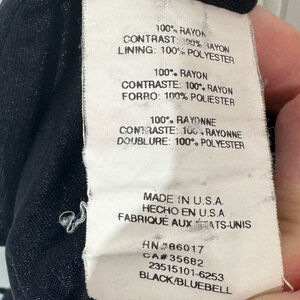 100% RAYON
CONTRAST: 100% RAYON
LINING: 100% POLYESTER
100% RAYON
CONTRASTE: 100% RAYON
FORRO: 100% POLIESTER
100% RAYONNE
CONTRASTE: 100% RAYONNE
DOUBLURE: 100% POLYESTER
MADE IN U.S.A.
HECHO EN U.S.A.
FABRIQUÉ AUX ÉTATS-UNIS
RN#86017
CA#35682
23515101-6253
BLACK/BLUEBELL